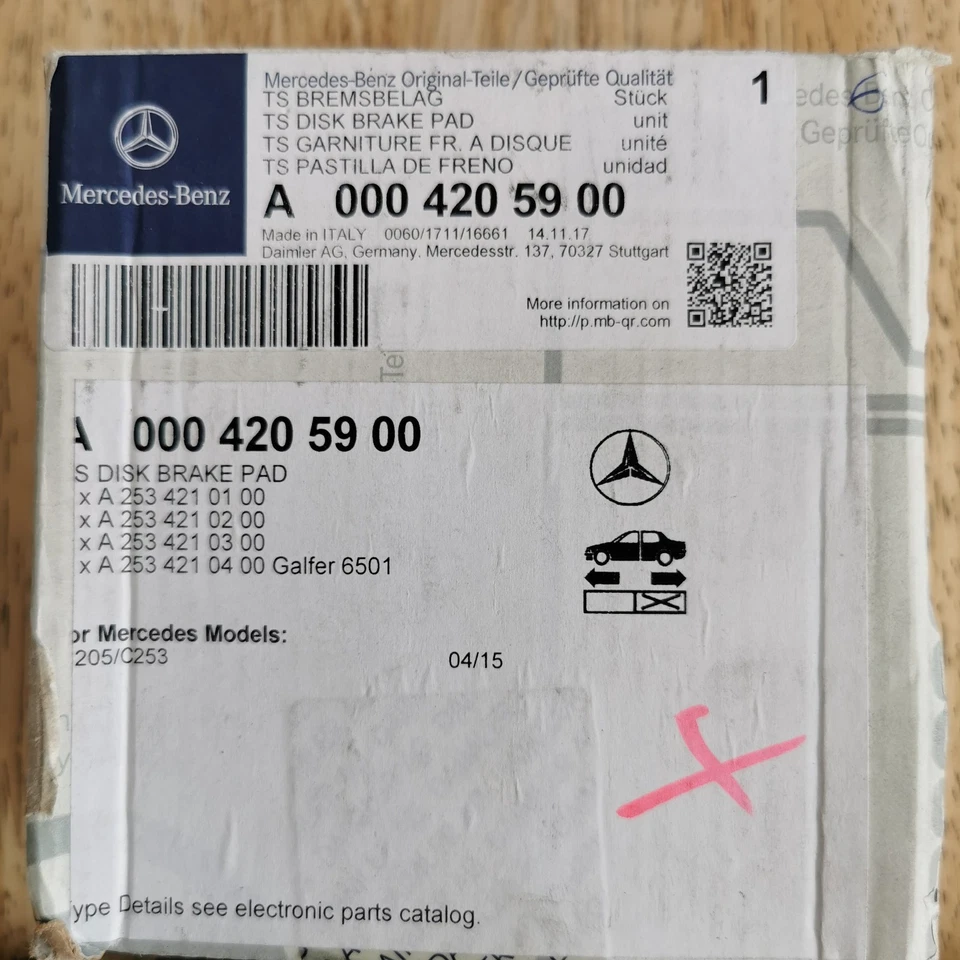 Mercedes-Benz
Mercedes-Benz Original-Teile/Geprüfte Qualität
TS BREMSBELAG Stück
TS DISK BRAKE PAD unit
TS GARNITURE FR. A DISQUE unité
TS PASTILLA DE FRENO unidad
1
A 000 420 59 00
Made in ITALY 0060/1711/16661 14.11.17
Daimler AG, Germany. Mercedesstr. 137, 70327 Stuttgart
More information on
http://p.mb-qr.com
A 000 420 59 00
S DISK BRAKE PAD
x A 253 421 01 00
x A 253 421 02 00
x A 253 421 03 00
x A 253 421 04 00 Galfer 6501
or Mercedes Models:
205/C253 04/15
ype Details see electronic parts catalog.